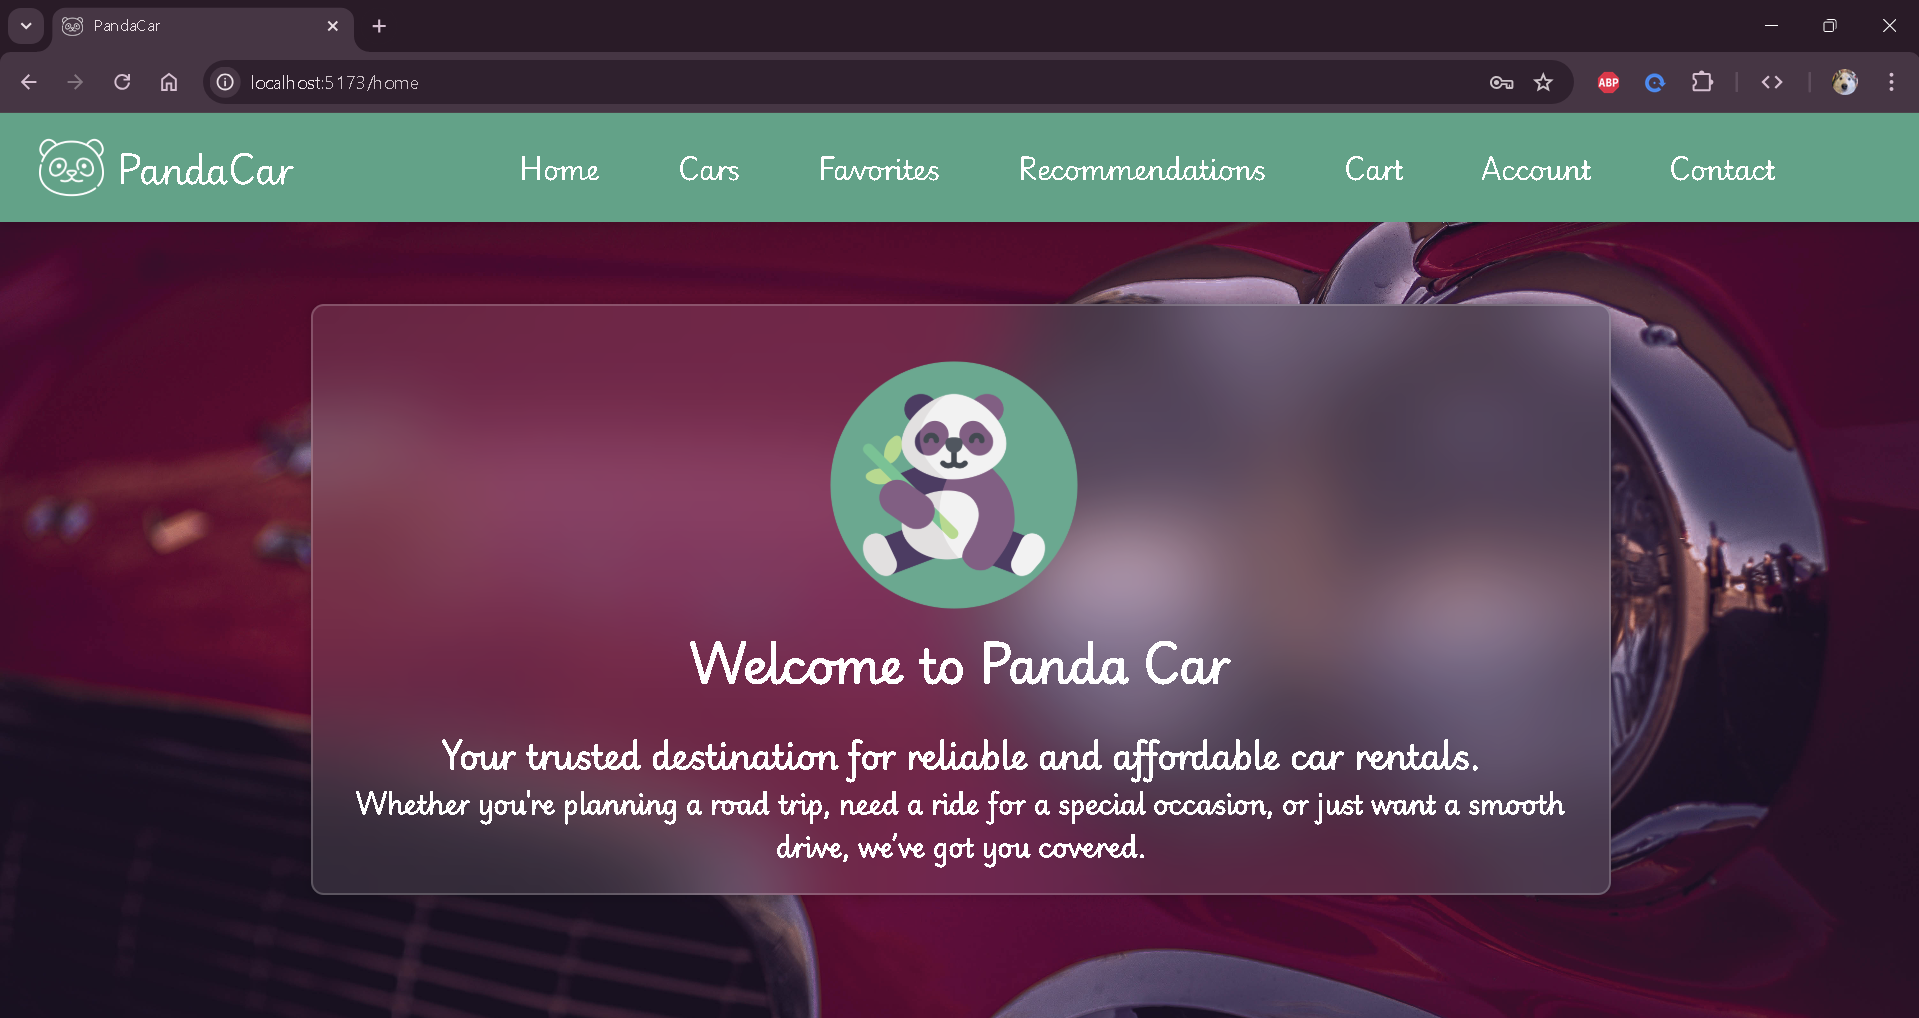 PandaCar
localhost:5173/home
ABP
PandaCar Home Cars Favorites Recommendations Cart Account Contact
Welcome to Panda Car
Your trusted destination for reliable and affordable car rentals.
Whether you're planning a road trip, need a ride for a special occasion, or just want a smooth
drive, we’ve got you covered.